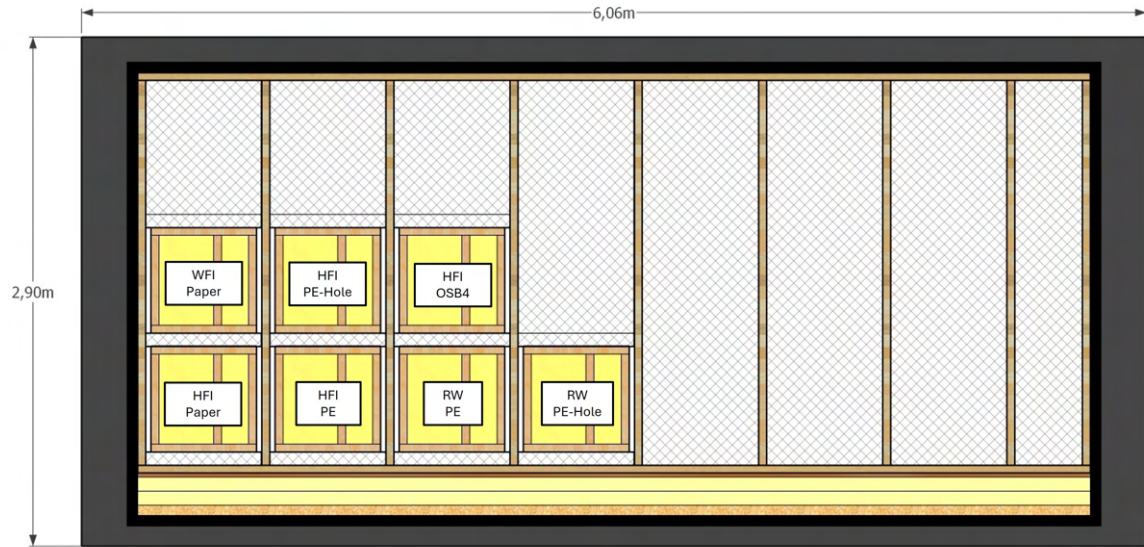 6,06m
2,90m
WFI
Paper
HFI
PE-Hole
HFI
OSB4
HFI
Paper
HFI
PE
RW
PE
RW
PE-Hole